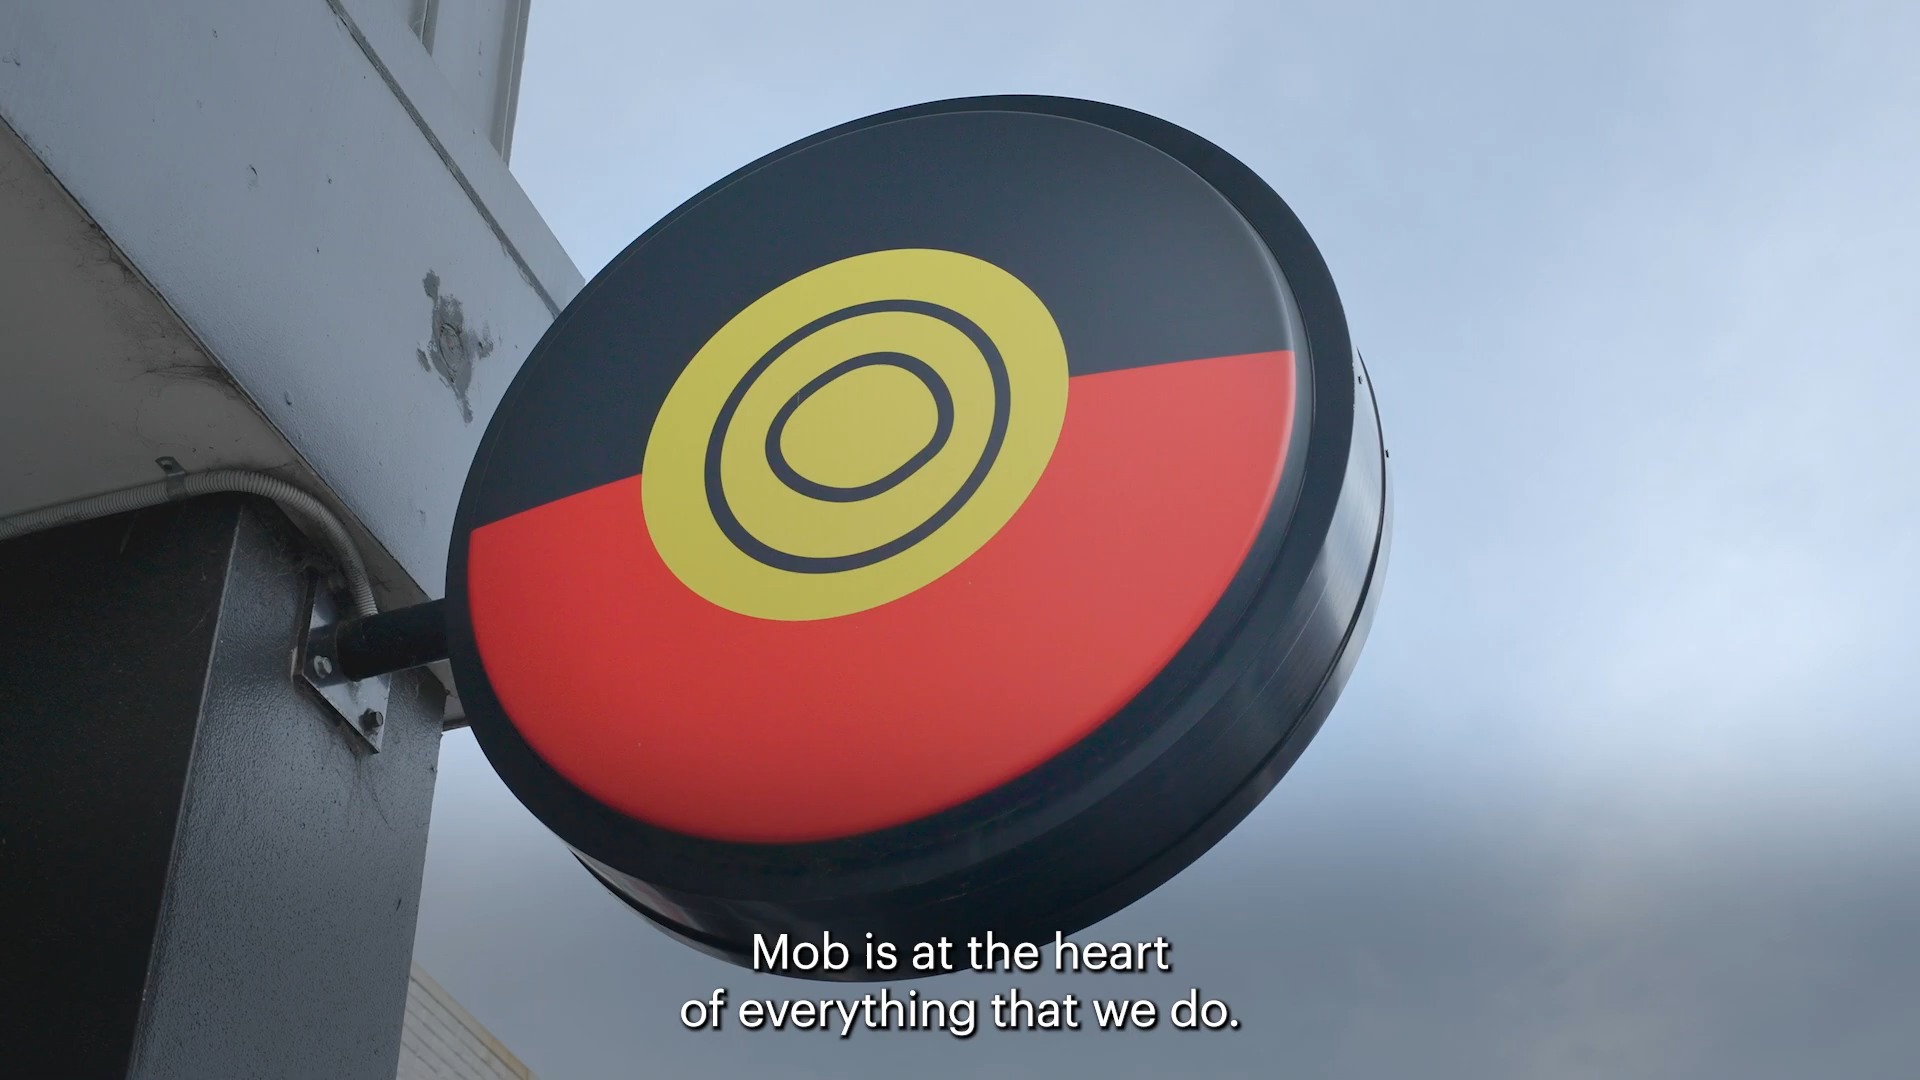 Mob is at the heart
of everything that we do.